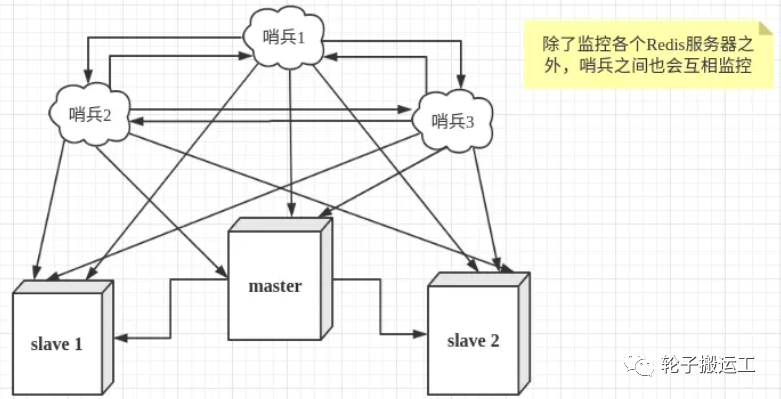 哨兵1
除了监控各个Redis服务器之
外，哨兵之间也会互相监控
哨兵2
哨兵3
master
slave 1
slave 2
轮子搬运工